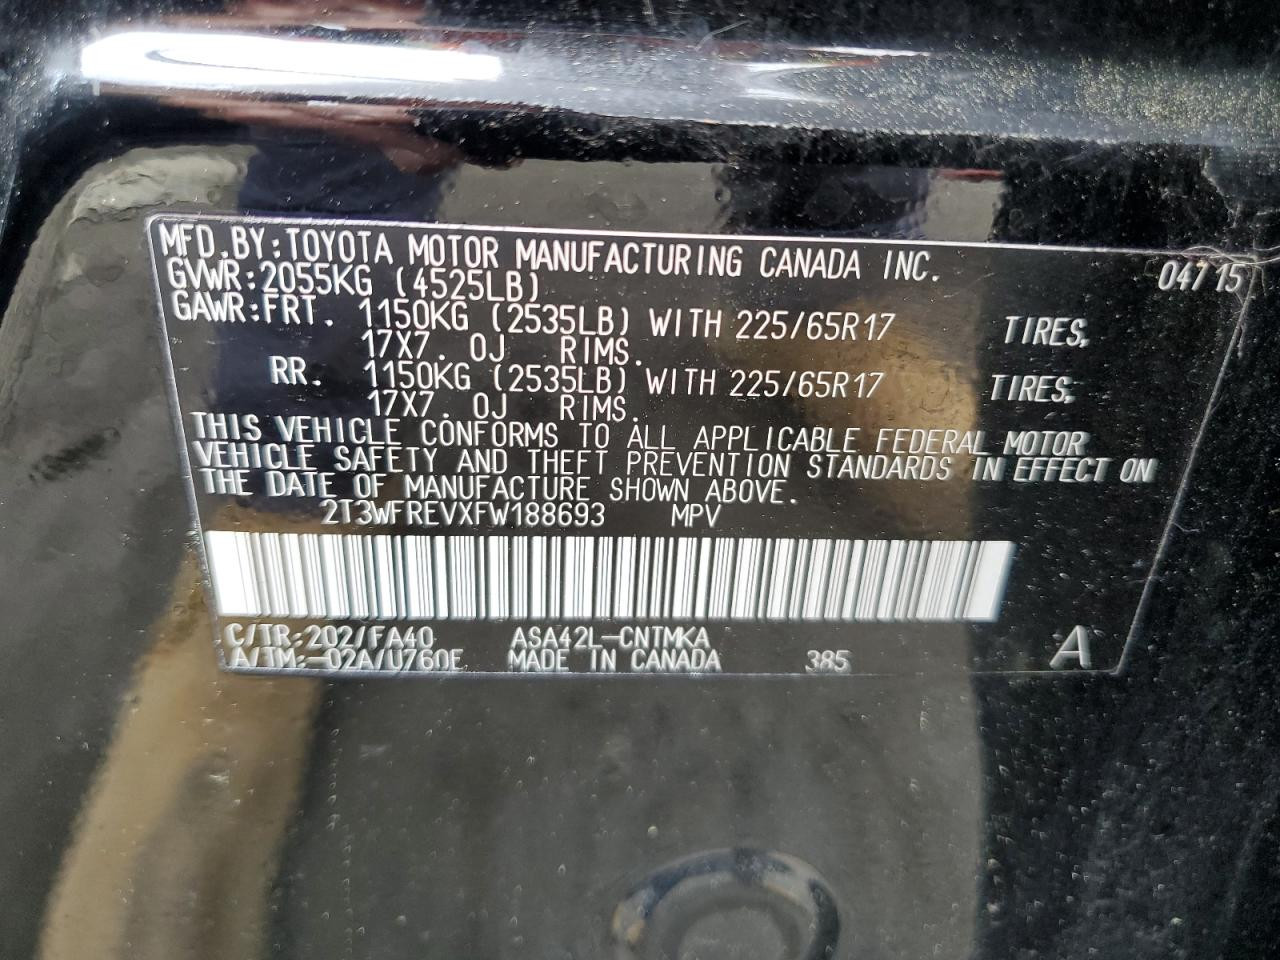 MFD.BY:TOYOTA MOTOR MANUFACTURING CANADA INC. 04/15
GVWR:2055KG (4525LB)
GAWR:FRT. 1150KG (2535LB) WITH 225/65R17 TIRES,
17X7. 0J RIMS.
RR. 1150KG (2535LB) WITH 225/65R17 TIRES,
17X7. 0J RIMS.
THIS VEHICLE CONFORMS TO ALL APPLICABLE FEDERAL MOTOR
VEHICLE SAFETY AND THEFT PREVENTION STANDARDS IN EFFECT ON
THE DATE OF MANUFACTURE SHOWN ABOVE.
2T3WFREVXFW188693 MPV
C/TR:202/FA40 ASA42L-CNTMKA
A/TM:-02A/U760E MADE IN CANADA 385 A